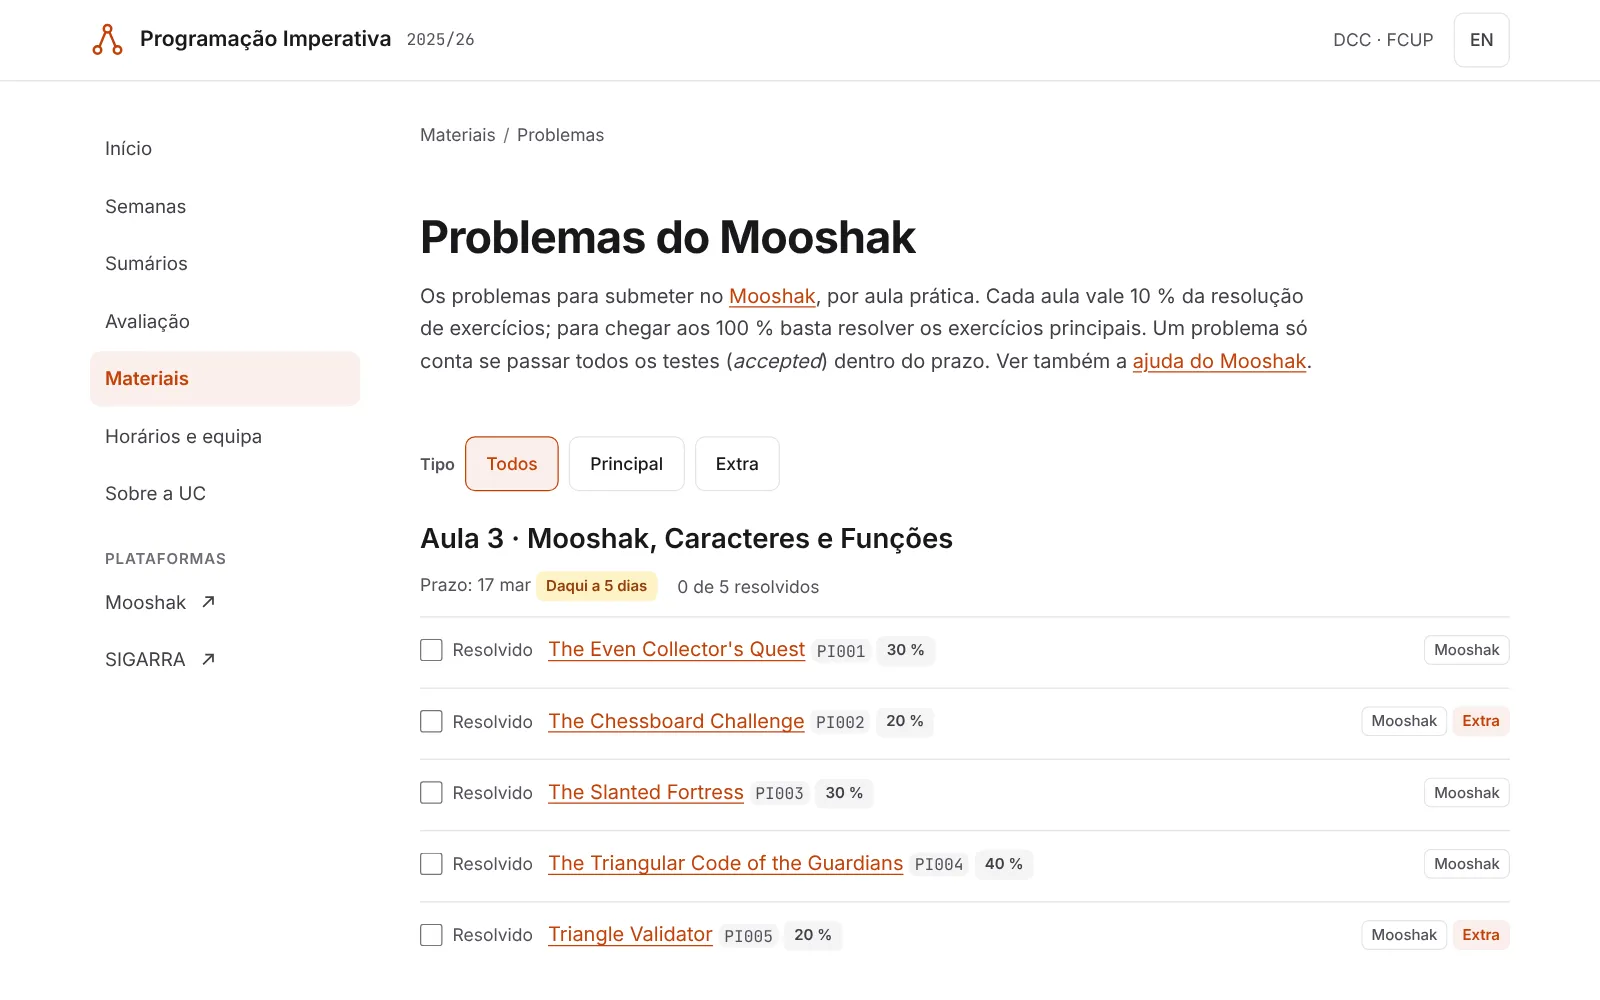 Programação Imperativa 2025/26
DCC · FCUP
EN
Início
Semanas
Sumários
Avaliação
Materiais
Horários e equipa
Sobre a UC
PLATAFORMAS
Mooshak
SIGARRA
Materiais / Problemas
Problemas do Mooshak
Os problemas para submeter no Mooshak, por aula prática. Cada aula vale 10 % da resolução
de exercícios; para chegar aos 100 % basta resolver os exercícios principais. Um problema só
conta se passar todos os testes (accepted) dentro do prazo. Ver também a ajuda do Mooshak.
Tipo Todos Principal Extra
Aula 3 · Mooshak, Caracteres e Funções
Prazo: 17 mar Daqui a 5 dias 0 de 5 resolvidos
Resolvido The Even Collector's Quest PI001 30 % Mooshak
Resolvido The Chessboard Challenge PI002 20 % Mooshak Extra
Resolvido The Slanted Fortress PI003 30 % Mooshak
Resolvido The Triangular Code of the Guardians PI004 40 % Mooshak
Resolvido Triangle Validator PI005 20 % Mooshak Extra